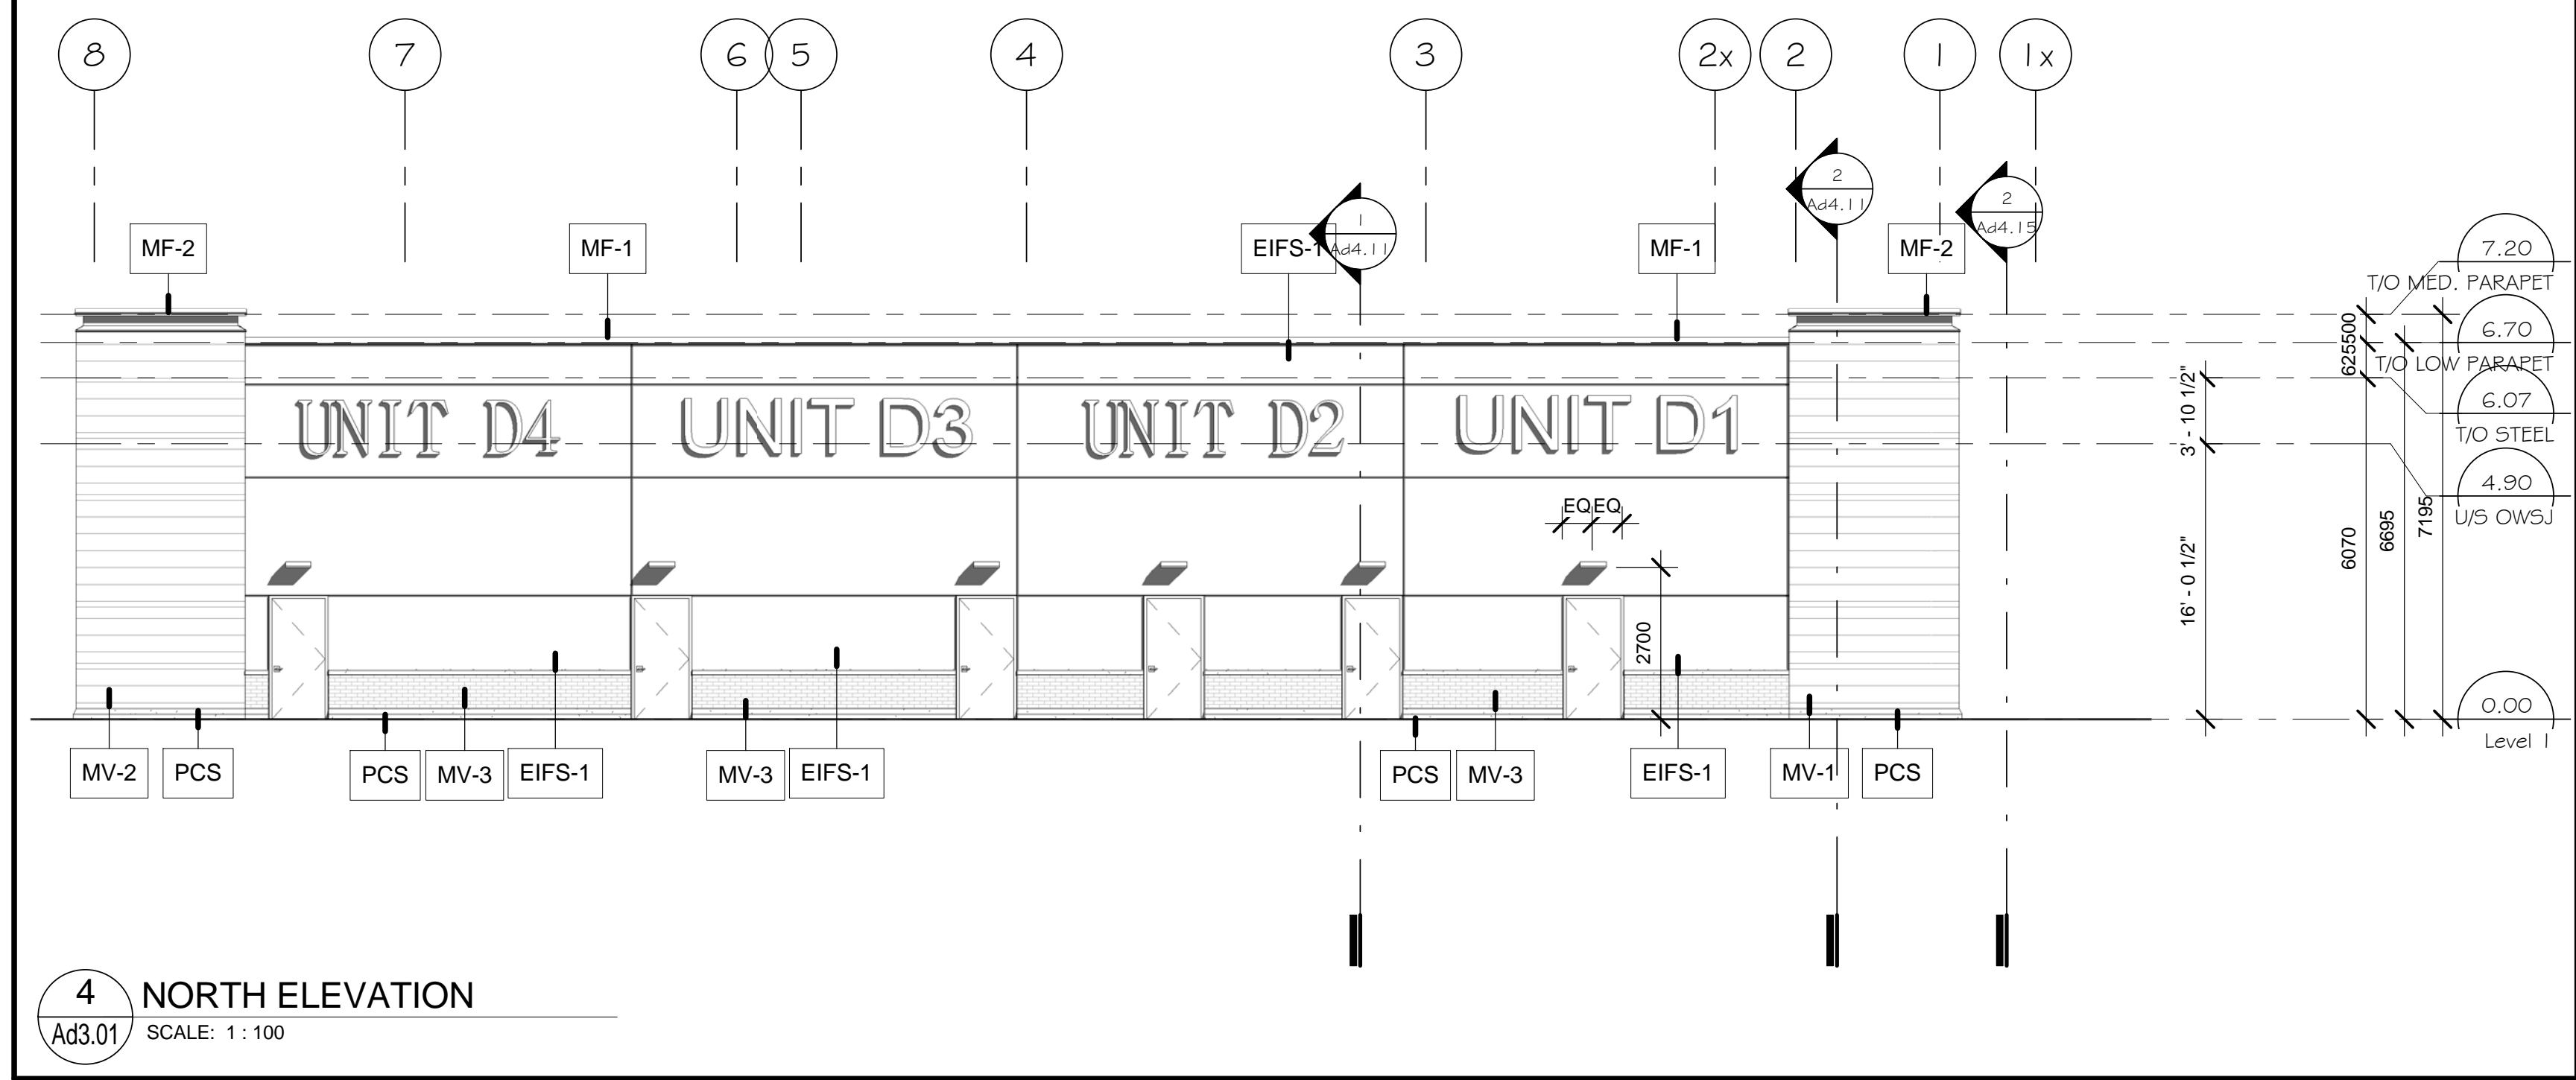 8 7 6 5 4 3 2x 2 1 1x
2
Ad4.11
2
Ad4.15
1
Ad4.11
MF-2 MF-1 EIFS-1 MF-1 MF-2
7.20
T/O MED. PARAPET
500
6.70
625
T/O LOW PARAPET
6.07
T/O STEEL
3' - 10 1/2"
UNIT D4 UNIT D3 UNIT D2 UNIT D1
4.90
U/S OWSJ
EQ EQ
2700
16' - 0 1/2"
6070
6695
7195
0.00
Level 1
MV-2 PCS PCS MV-3 EIFS-1 MV-3 EIFS-1 PCS MV-3 EIFS-1 MV-1 PCS
4
Ad3.01
NORTH ELEVATION
SCALE: 1 : 100